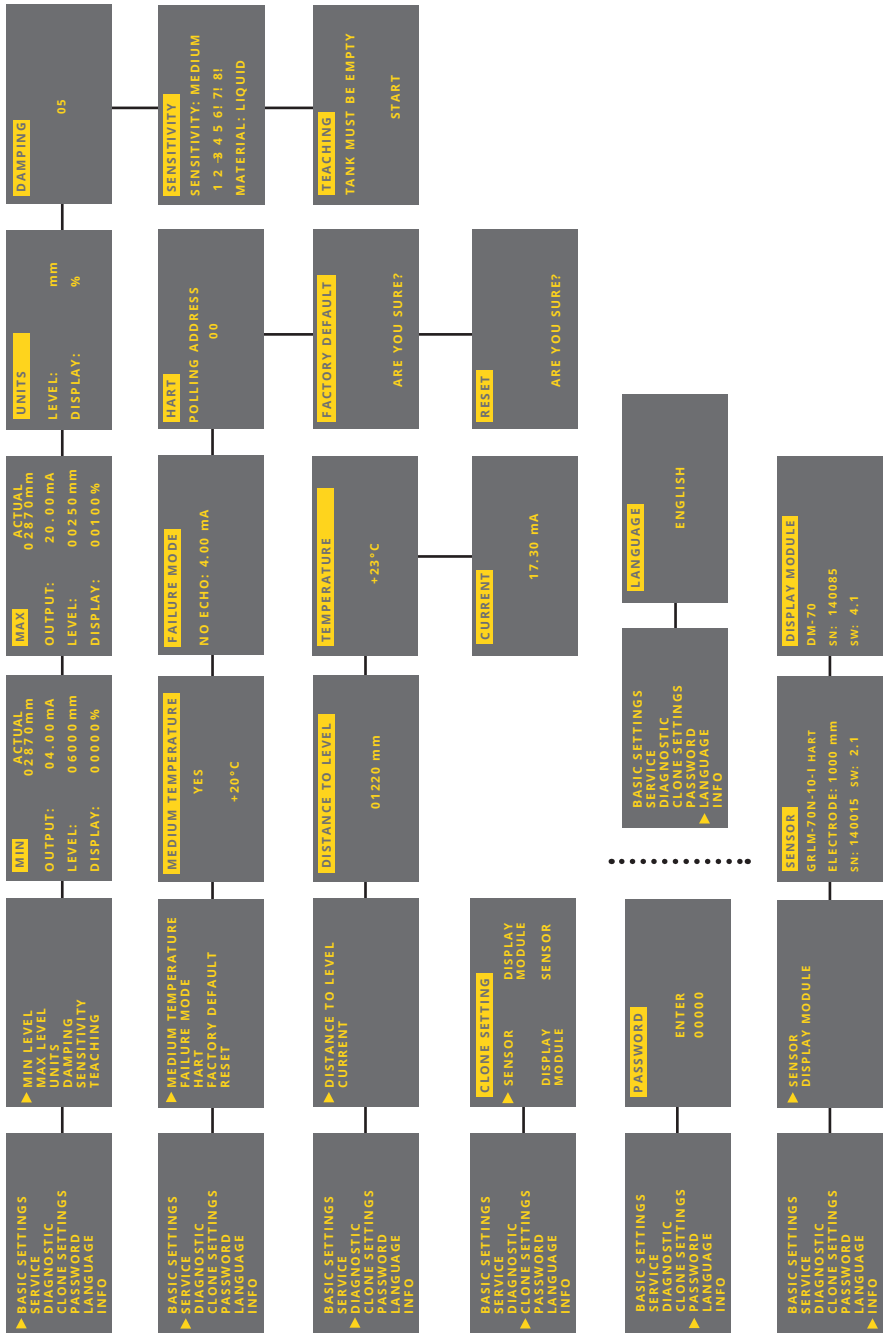 BASIC SETTINGS
SERVICE
DIAGNOSTIC
CLONE SETTINGS
PASSWORD
LANGUAGE
INFO
MIN LEVEL
MAX LEVEL
UNITS
DAMPING
SENSITIVITY
TEACHING
MIN ACTUAL
02870mm
OUTPUT: 04.00mA
LEVEL: 06000mm
DISPLAY: 00000%
MAX ACTUAL
02870mm
OUTPUT: 20.00mA
LEVEL: 00250mm
DISPLAY: 00100%
UNITS
LEVEL: mm
DISPLAY: %
DAMPING
05
SENSITIVITY
SENSITIVITY: MEDIUM
1 2 -3 4 5 6! 7! 8!
MATERIAL: LIQUID
TEACHING
TANK MUST BE EMPTY
START
BASIC SETTINGS
SERVICE
DIAGNOSTIC
CLONE SETTINGS
PASSWORD
LANGUAGE
INFO
MEDIUM TEMPERATURE
FAILURE MODE
HART
FACTORY DEFAULT
RESET
MEDIUM TEMPERATURE
YES
+20°C
FAILURE MODE
NO ECHO: 4.00 mA
HART
POLLING ADDRESS
00
FACTORY DEFAULT
ARE YOU SURE?
RESET
ARE YOU SURE?
BASIC SETTINGS
SERVICE
DIAGNOSTIC
CLONE SETTINGS
PASSWORD
LANGUAGE
INFO
DISTANCE TO LEVEL
CURRENT
DISTANCE TO LEVEL
01220 mm
TEMPERATURE
+23°C
CURRENT
17.30 mA
BASIC SETTINGS
SERVICE
DIAGNOSTIC
CLONE SETTINGS
PASSWORD
LANGUAGE
INFO
CLONE SETTING
SENSOR DISPLAY
MODULE
DISPLAY SENSOR
MODULE
BASIC SETTINGS
SERVICE
DIAGNOSTIC
CLONE SETTINGS
PASSWORD
LANGUAGE
INFO
PASSWORD
ENTER
00000
BASIC SETTINGS
SERVICE
DIAGNOSTIC
CLONE SETTINGS
PASSWORD
LANGUAGE
INFO
LANGUAGE
ENGLISH
BASIC SETTINGS
SERVICE
DIAGNOSTIC
CLONE SETTINGS
PASSWORD
LANGUAGE
INFO
SENSOR
DISPLAY MODULE
SENSOR
GRLM-70N-10-I HART
ELECTRODE: 1000 mm
SN: 140015 SW: 2.1
DISPLAY MODULE
DM-70
SN: 140085
SW: 4.1